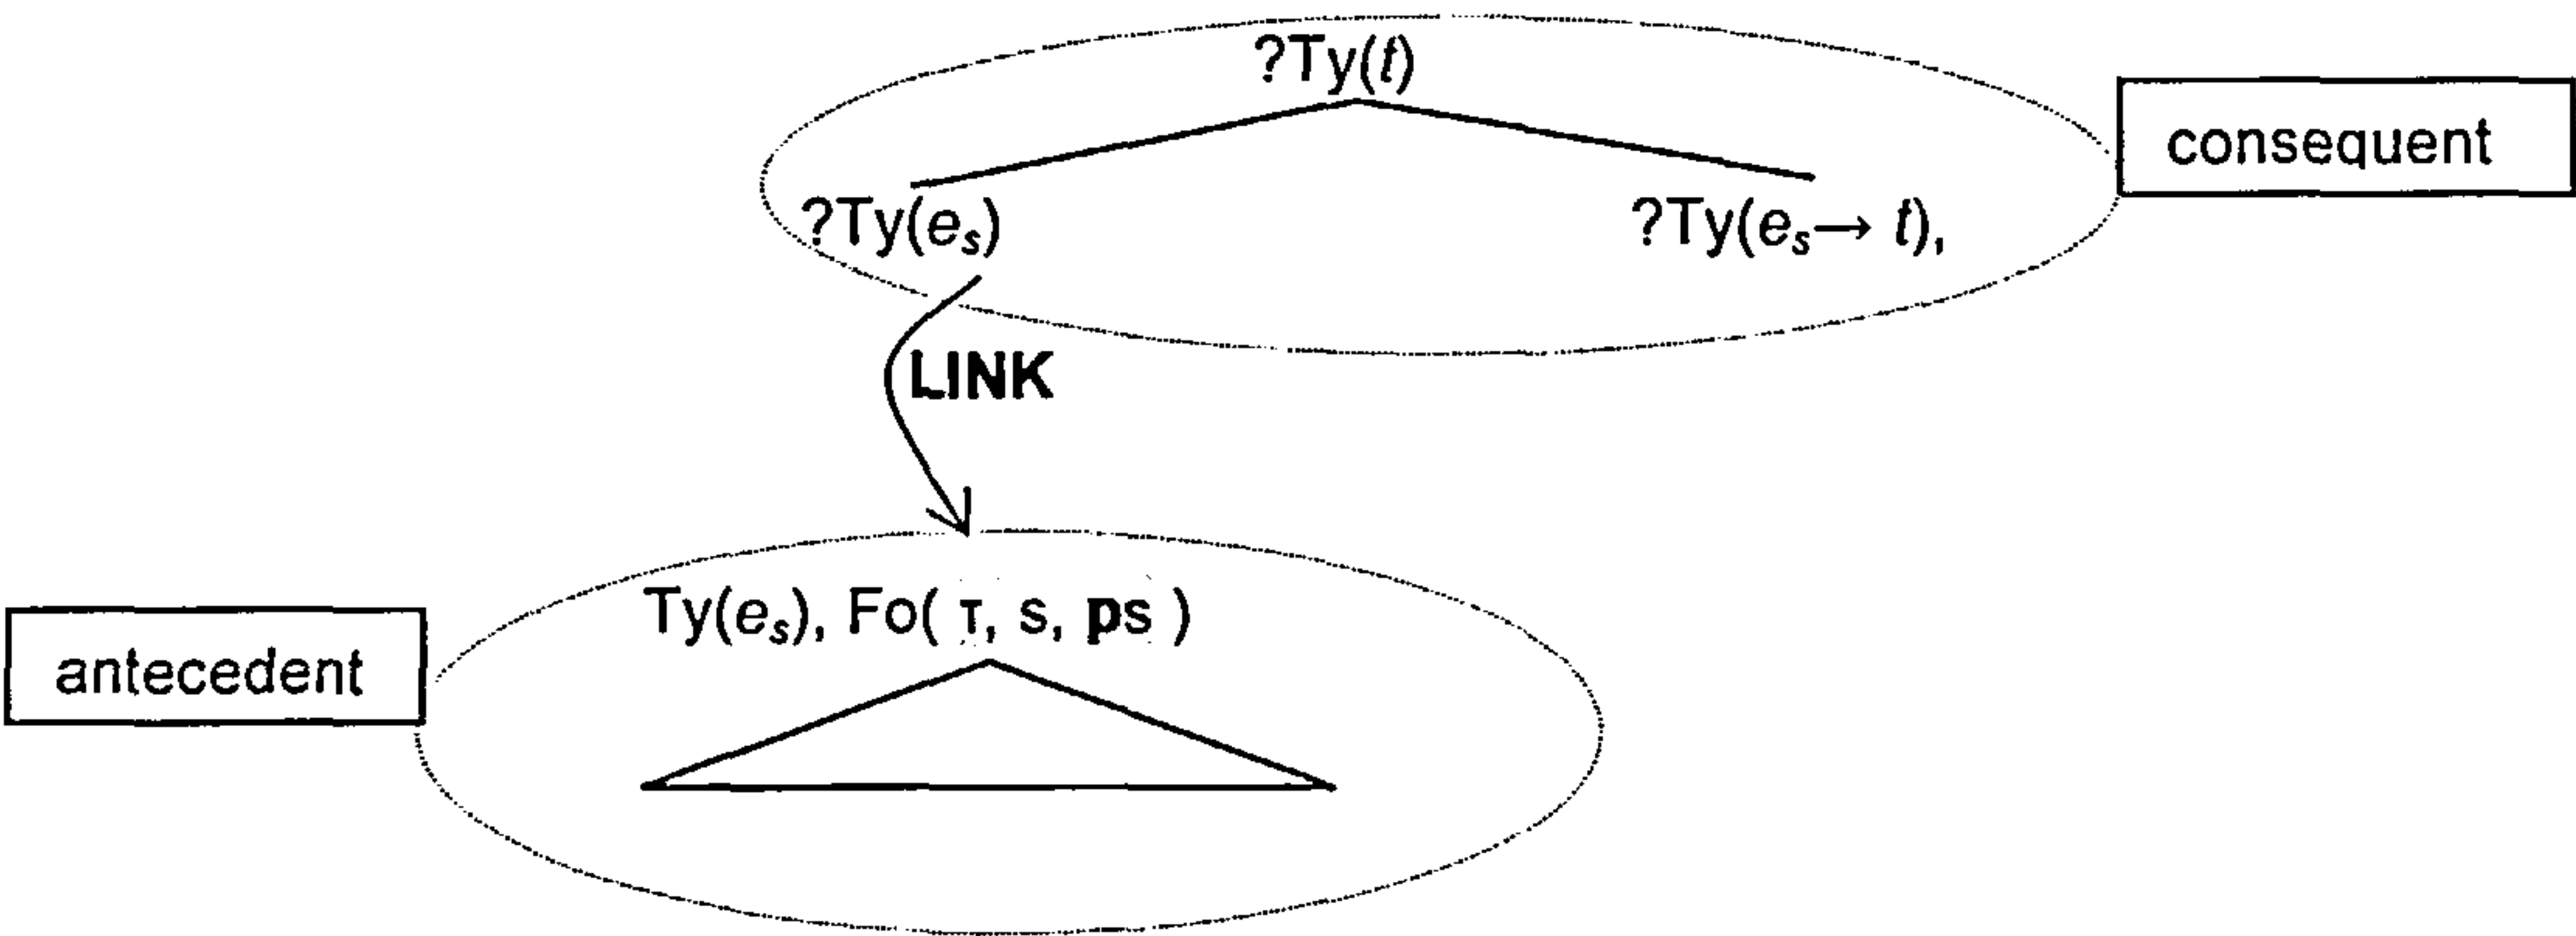 ?Ty(t)
consequent
?Ty(eₛ) ?Ty(eₛ→ t),
LINK
Ty(eₛ), Fo( τ, s, ps )
antecedent